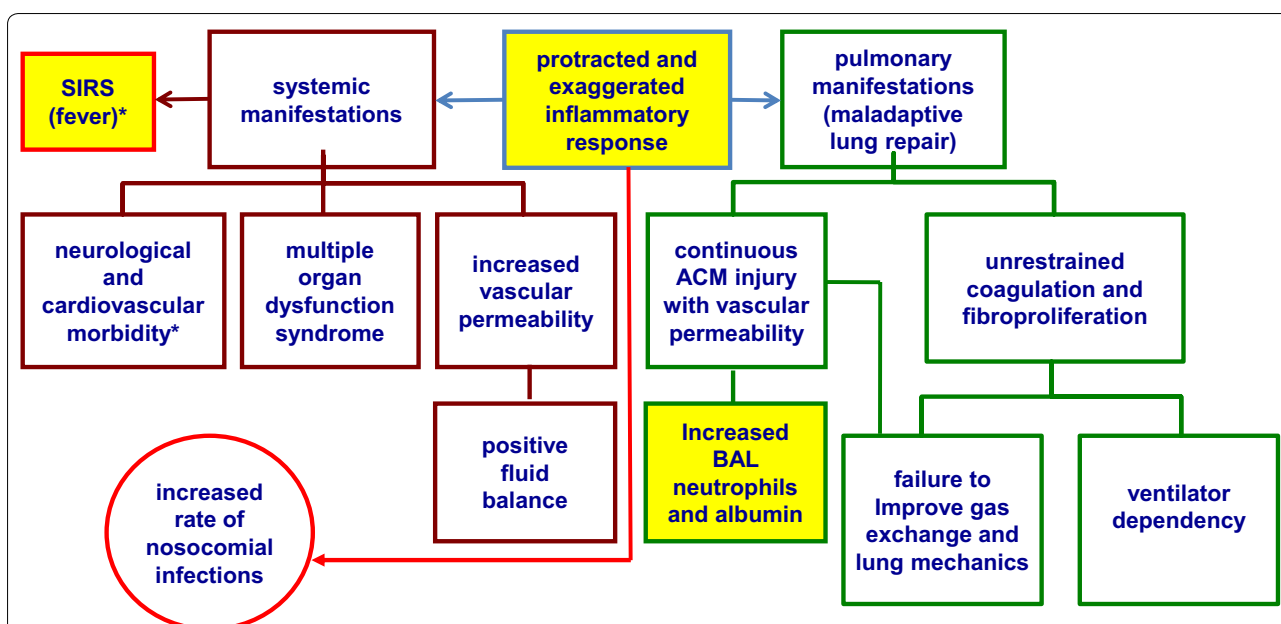 SIRS
(fever)*
systemic
manifestations
protracted and
exaggerated
inflammatory
response
pulmonary
manifestations
(maladaptive
lung repair)
neurological
and
cardiovascular
morbidity*
multiple
organ
dysfunction
syndrome
increased
vascular
permeability
continuous
ACM injury
with vascular
permeability
unrestrained
coagulation and
fibroproliferation
increased
rate of
nosocomial
infections
positive
fluid
balance
Increased
BAL
neutrophils
and albumin
failure to
Improve gas
exchange and
lung mechanics
ventilator
dependency